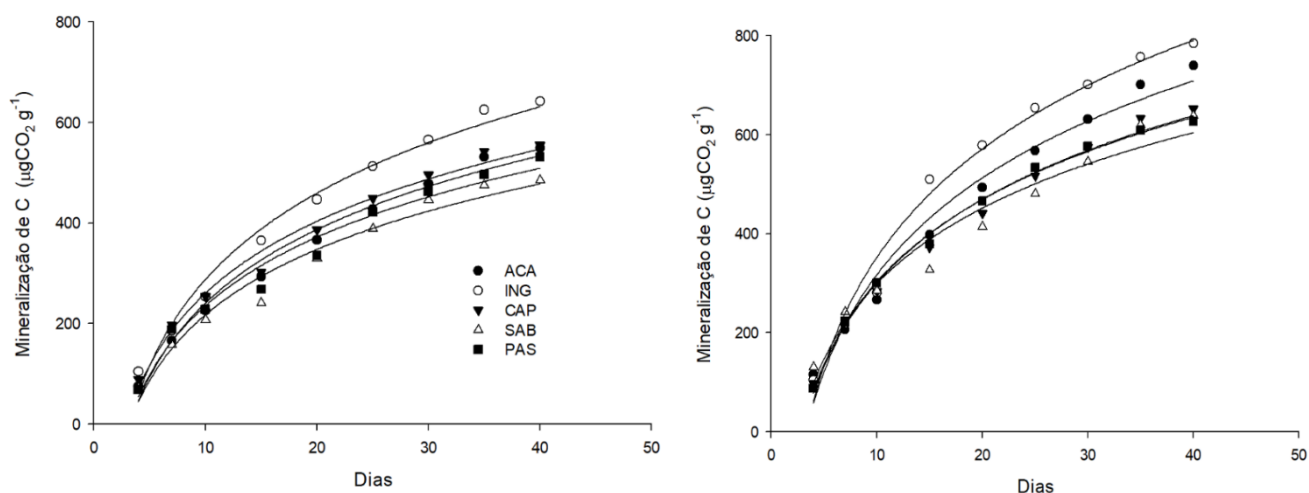 Mineralização de C (µgCO2 g-1)
800
600
400
200
0
0 10 20 30 40 50
Dias
ACA
ING
CAP
SAB
PAS
Mineralização de C (µgCO2 g-1)
800
600
400
200
0
0 10 20 30 40 50
Dias